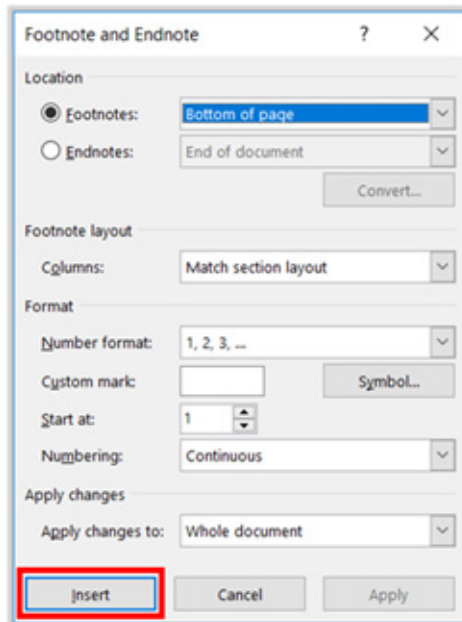 Footnote and Endnote ?
Location
Footnotes: Bottom of page
Endnotes: End of document
Convert...
Footnote layout
Columns: Match section layout
Format
Number format: 1, 2, 3, ...
Custom mark: Symbol...
Start at: 1
Numbering: Continuous
Apply changes
Apply changes to: Whole document
Insert Cancel Apply